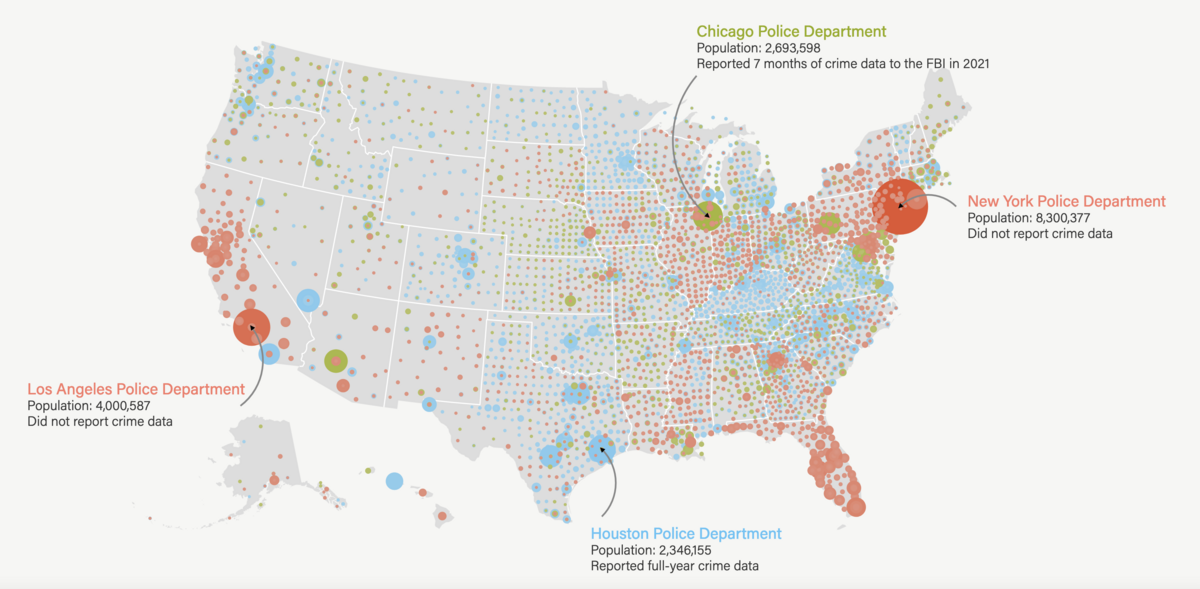 Chicago Police Department
Population: 2,693,598
Reported 7 months of crime data to the FBI in 2021
New York Police Department
Population: 8,300,377
Did not report crime data
Los Angeles Police Department
Population: 4,000,587
Did not report crime data
Houston Police Department
Population: 2,346,155
Reported full-year crime data